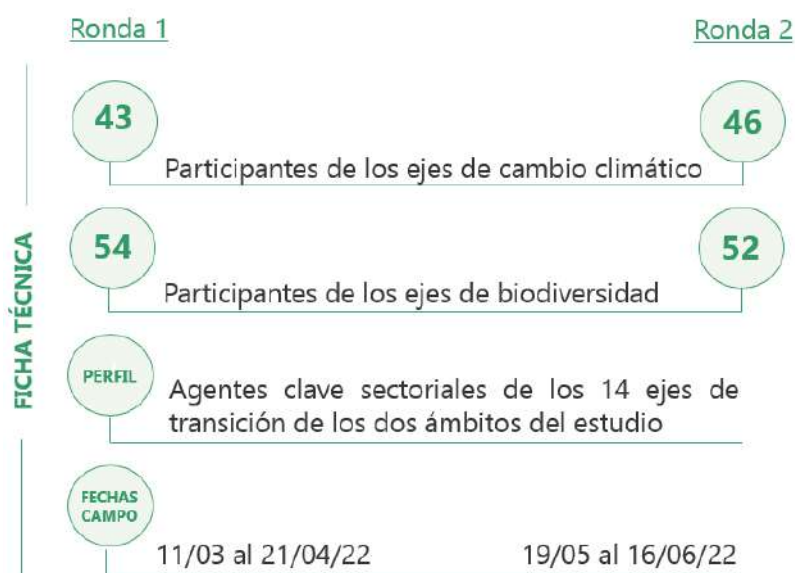 Ronda 1
Ronda 2
43
46
Participantes de los ejes de cambio climático
54
52
Participantes de los ejes de biodiversidad
FICHA TÉCNICA
PERFIL
Agentes clave sectoriales de los 14 ejes de
transición de los dos ámbitos del estudio
FECHAS
CAMPO
11/03 al 21/04/22
19/05 al 16/06/22